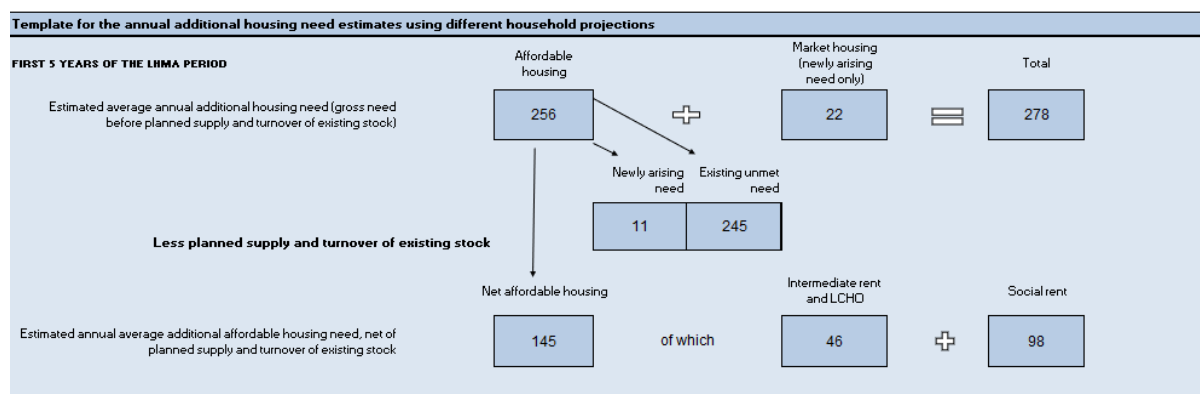 Template for the annual additional housing need estimates using different household projections
FIRST 5 YEARS OF THE LHMA PERIOD
Affordable
housing
Market housing
(newly arising
need only)
Total
Estimated average annual additional housing need (gross need
before planned supply and turnover of existing stock)
256
22
278
Newly arising
need
Existing unmet
need
11
245
Less planned supply and turnover of existing stock
Net affordable housing
Intermediate rent
and LCHO
Social rent
Estimated annual average additional affordable housing need, net of
planned supply and turnover of existing stock
145
of which
46
98